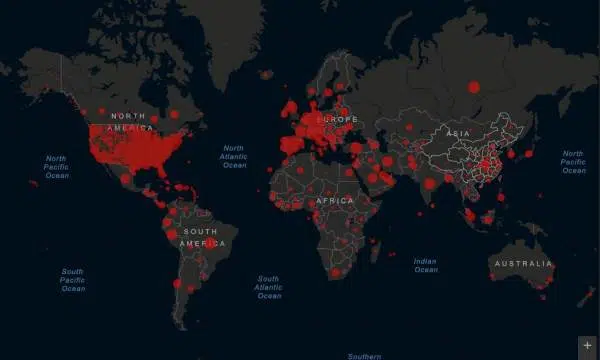 NORTH
AMERICA
EUROPE
ASIA
North
Pacific
Ocean
North
Atlantic
Ocean
North
Pacific
Ocean
AFRICA
SOUTH
AMERICA
Indian
Ocean
AUSTRALIA
South
Pacific
Ocean
South
Atlantic
Ocean
Southern
+